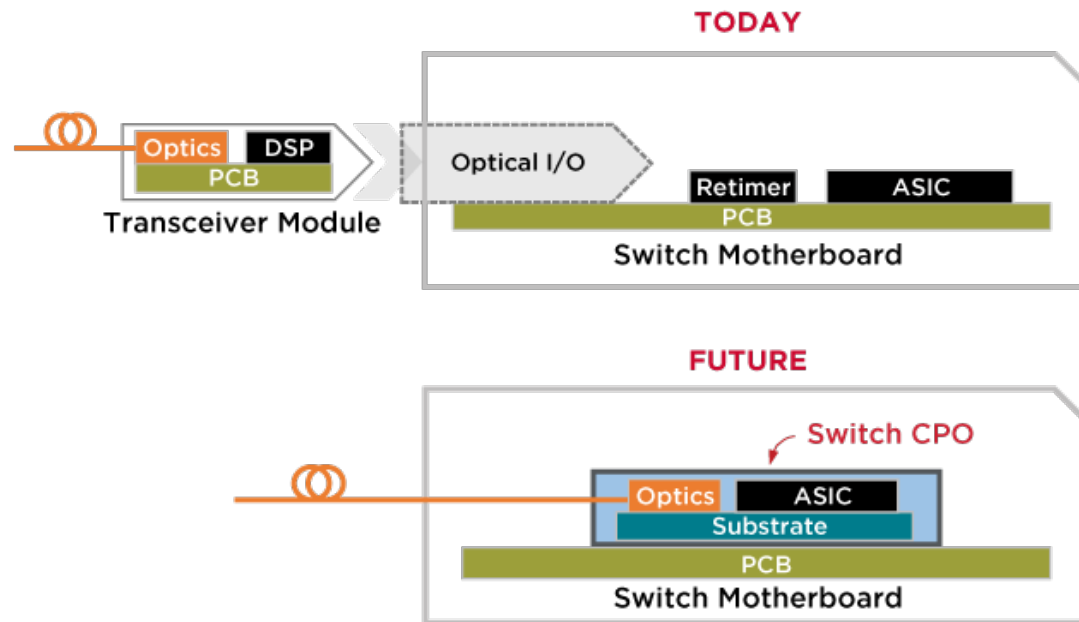 TODAY
Optics
DSP
PCB
Transceiver Module
Optical I/O
Retimer
ASIC
PCB
Switch Motherboard
FUTURE
Switch CPO
Optics
ASIC
Substrate
PCB
Switch Motherboard